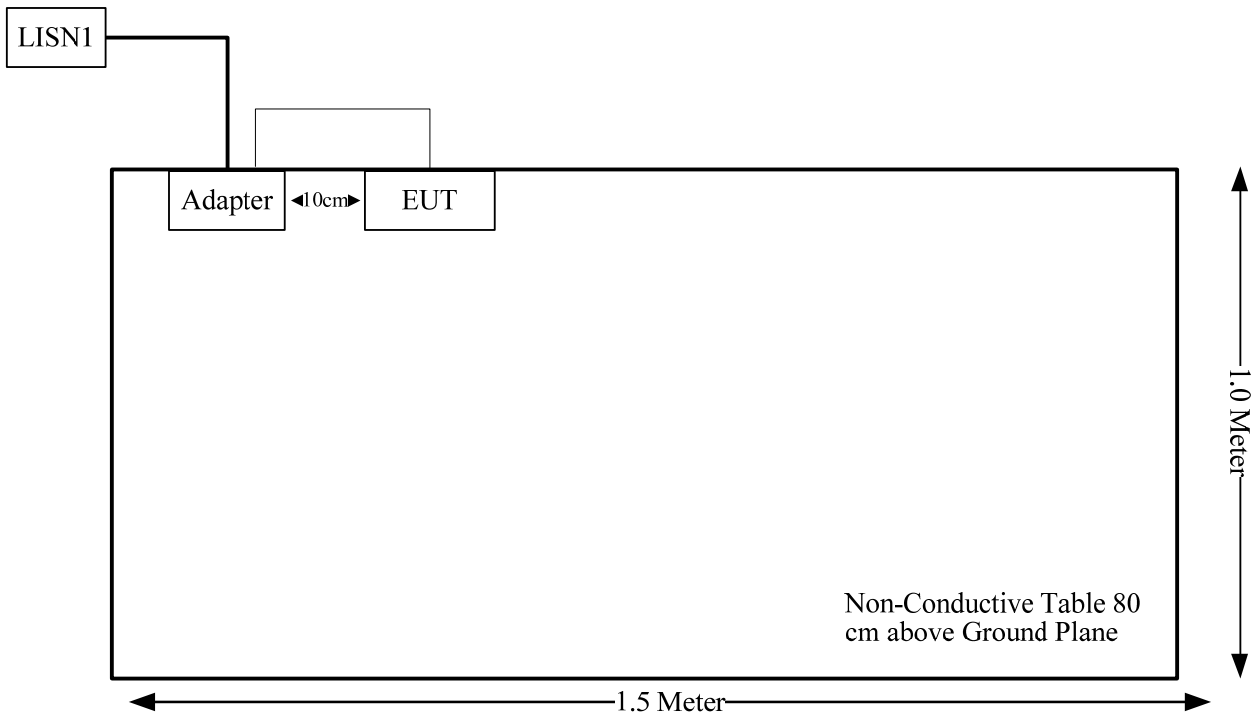 LISN1
Adapter
10cm
EUT
1.0 Meter
Non-Conductive Table 80
cm above Ground Plane
1.5 Meter